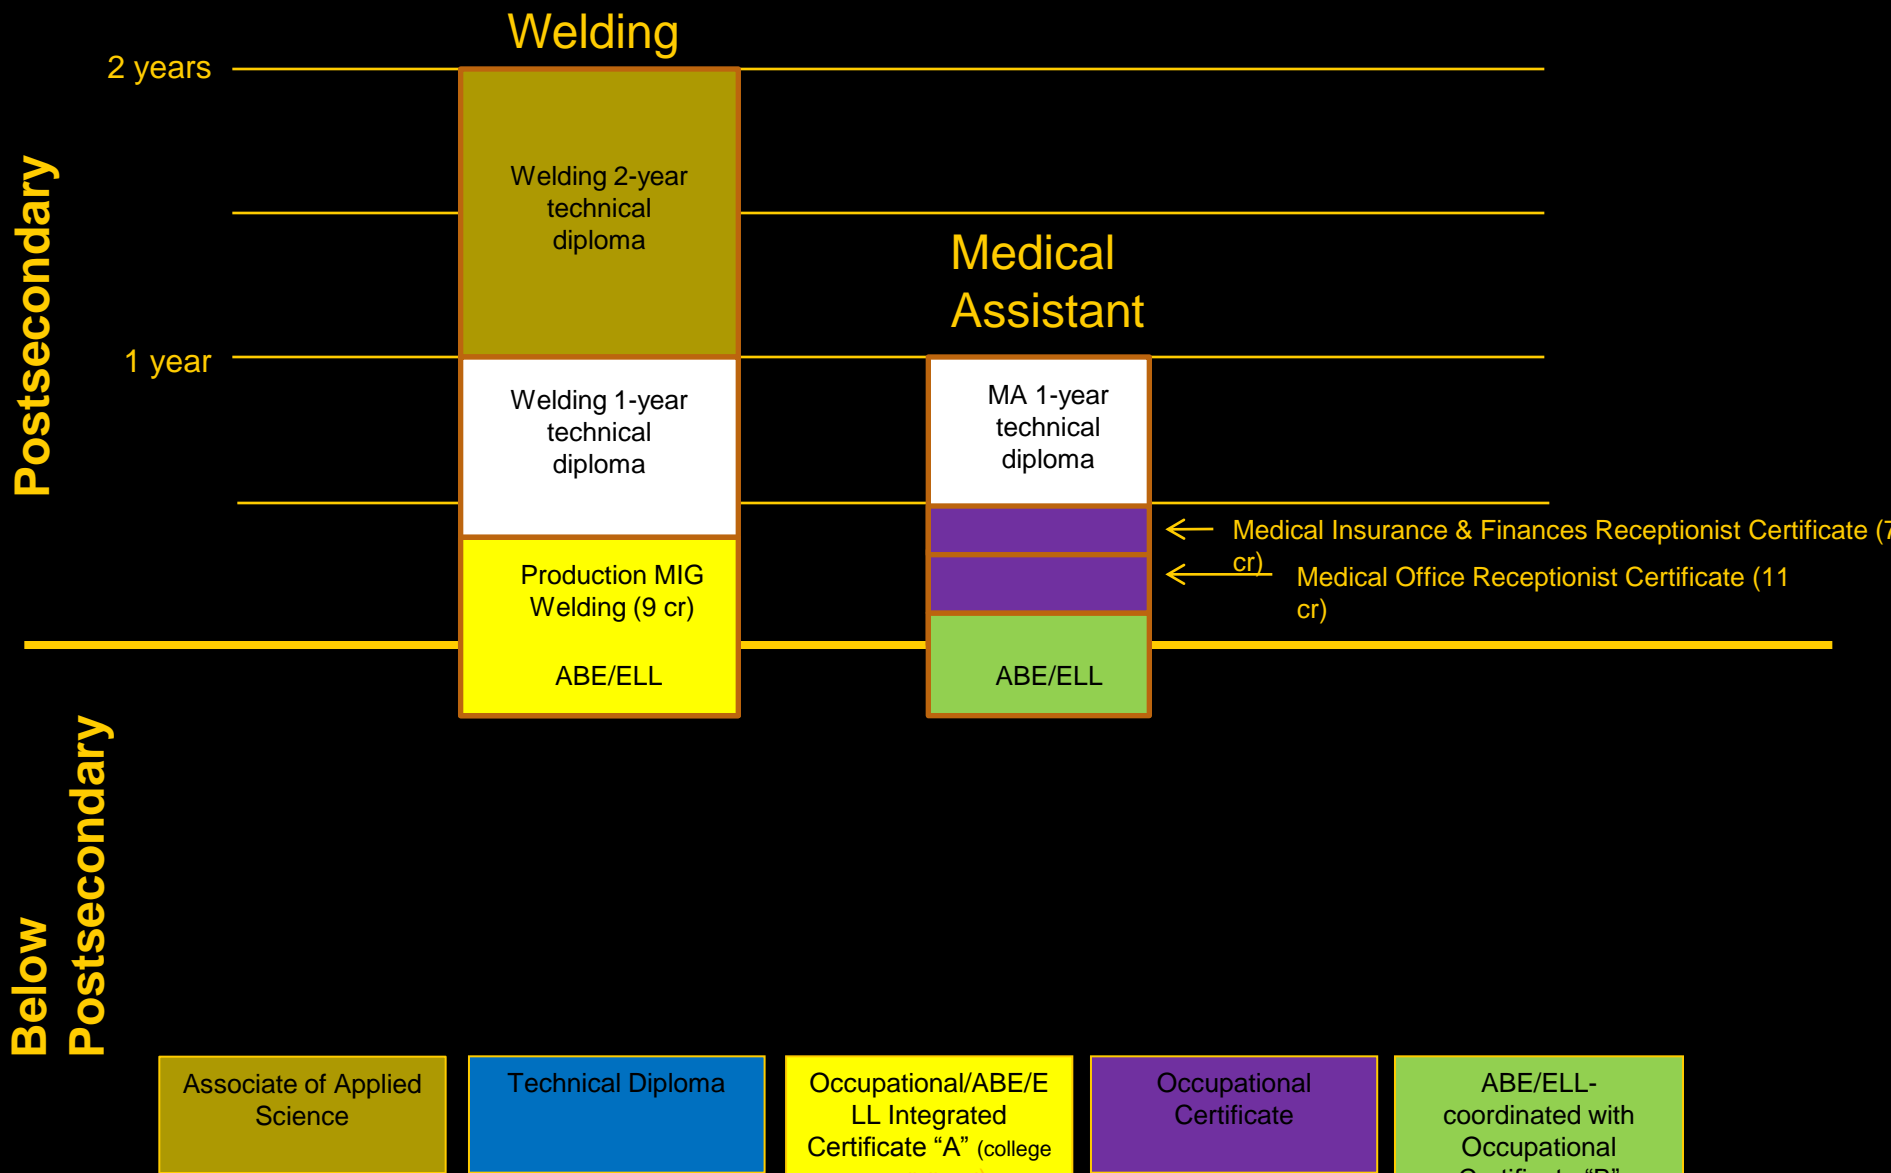 Welding
2 years
Welding 2-year
technical
diploma
Postsecondary
Medical
Assistant
1 year
Welding 1-year
technical
diploma
MA 1-year
technical
diploma
Medical Insurance & Finances Receptionist Certificate (7
cr)
Medical Office Receptionist Certificate (11
cr)
Production MIG
Welding (9 cr)
ABE/ELL
ABE/ELL
Below
Postsecondary
Associate of Applied
Science
Technical Diploma
Occupational/ABE/E
LL Integrated
Certificate “A” (college
Occupational
Certificate
ABE/ELL-
coordinated with
Occupational
Certificate “B”